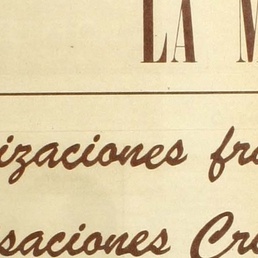 LA M
izaciones fr
saciones Cr